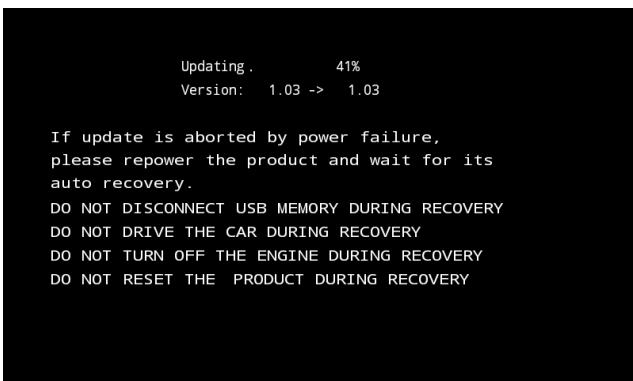 Updating. 41%
Version: 1.03 -> 1.03
If update is aborted by power failure,
please repower the product and wait for its
auto recovery.
DO NOT DISCONNECT USB MEMORY DURING RECOVERY
DO NOT DRIVE THE CAR DURING RECOVERY
DO NOT TURN OFF THE ENGINE DURING RECOVERY
DO NOT RESET THE PRODUCT DURING RECOVERY